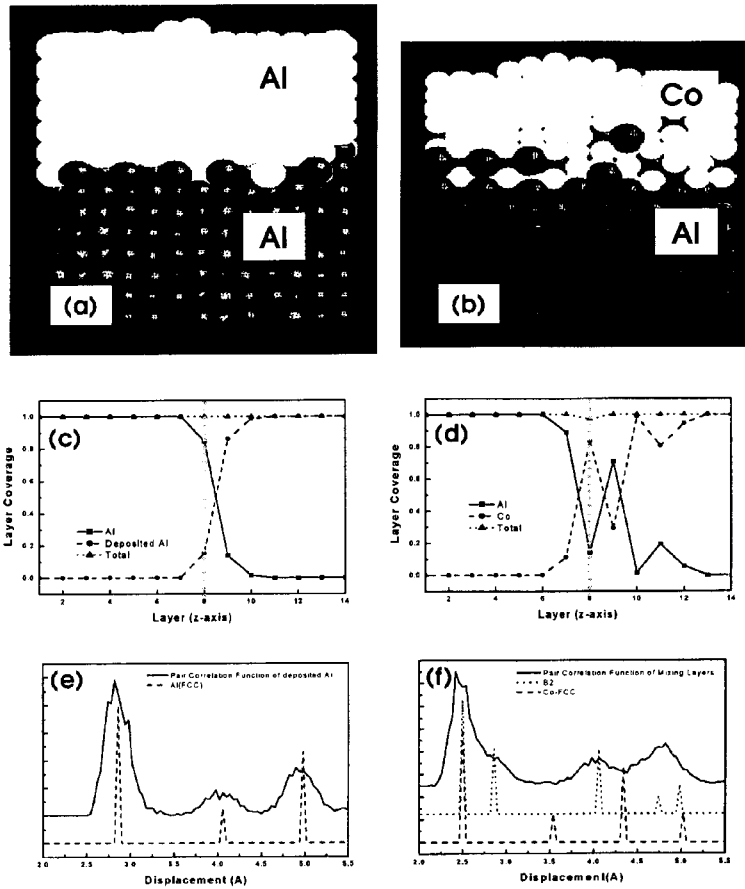 Al
Al
(a)
Co
Al
(b)
(c)
Layer Coverage
1.0
0.8
0.6
0.4
0.2
0.0
Al
Deposited Al
Total
2 4 6 8 10 12 14
Layer (z-axis)
(d)
Layer Coverage
1.0
0.8
0.6
0.4
0.2
0.0
Al
Co
Total
2 4 6 8 10 12 14
Layer (z-axis)
(e)
Pair Correlation Function of deposited Al
Al(FCC)
2.0 2.5 3.0 3.5 4.0 4.5 5.0 5.5
Displacement (A)
(f)
Pair Correlation Function of Mixing Layers
B2
Co-FCC
2.0 2.5 3.0 3.5 4.0 4.5 5.0 5.5
Displacement(A)